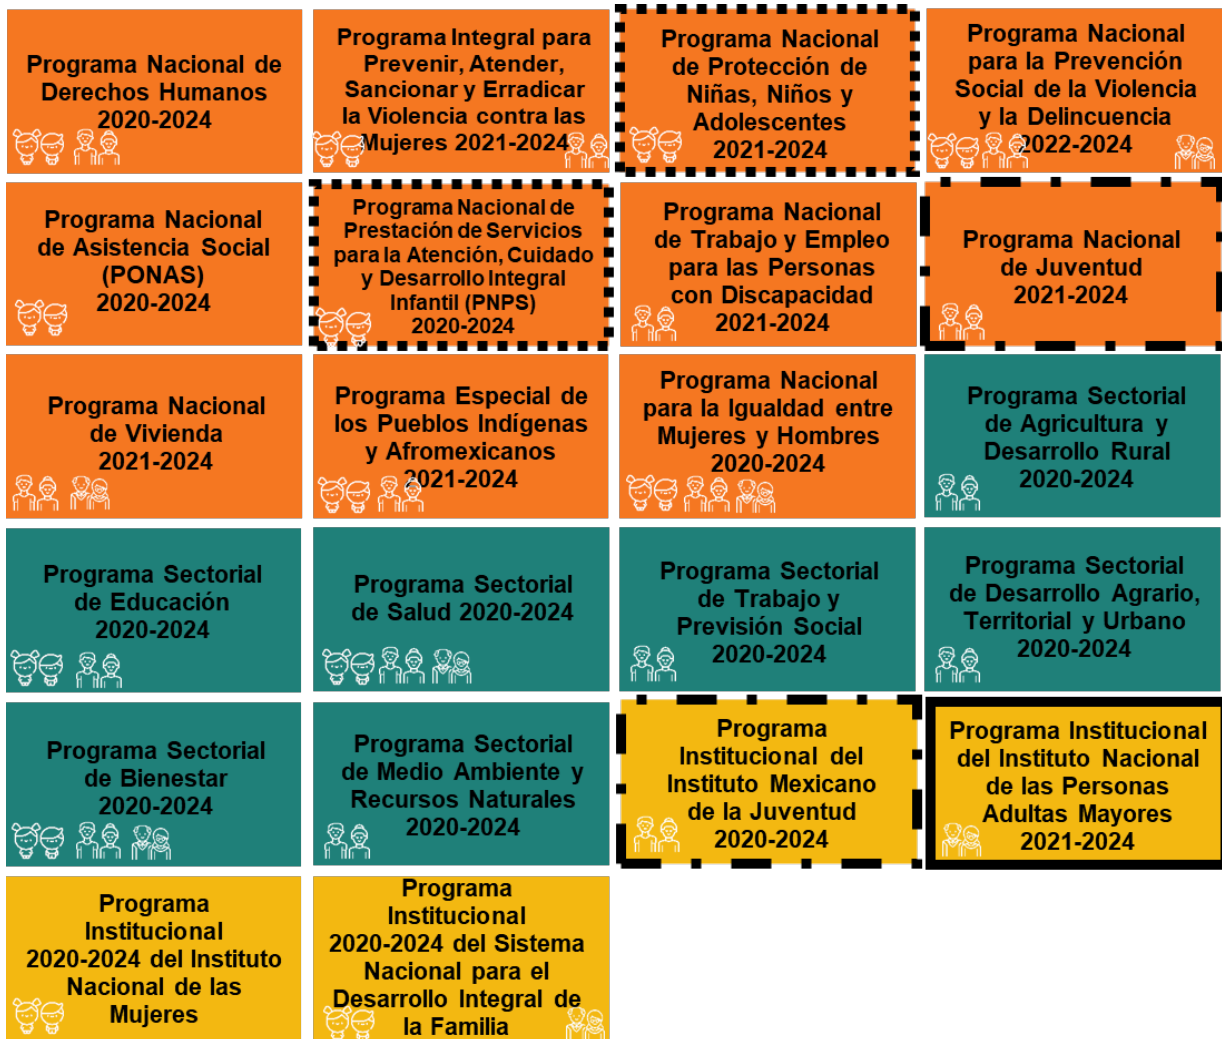 Programa Nacional de
Derechos Humanos
2020-2024
Programa Integral para
Prevenir, Atender,
Sancionar y Erradicar
la Violencia contra las
Mujeres 2021-2024
Programa Nacional
de Protección de
Niñas, Niños y
Adolescentes
2021-2024
Programa Nacional
para la Prevención
Social de la Violencia
y la Delincuencia
2022-2024
Programa Nacional
de Asistencia Social
(PONAS)
2020-2024
Programa Nacional de
Prestación de Servicios
para la Atención, Cuidado
y Desarrollo Integral
Infantil (PNPS)
2020-2024
Programa Nacional
de Trabajo y Empleo
para las Personas
con Discapacidad
2021-2024
Programa Nacional
de Juventud
2021-2024
Programa Nacional
de Vivienda
2021-2024
Programa Especial de
los Pueblos Indígenas
y Afromexicanos
2021-2024
Programa Nacional
para la Igualdad entre
Mujeres y Hombres
2020-2024
Programa Sectorial
de Agricultura y
Desarrollo Rural
2020-2024
Programa Sectorial
de Educación
2020-2024
Programa Sectorial
de Salud 2020-2024
Programa Sectorial
de Trabajo y
Previsión Social
2020-2024
Programa Sectorial
de Desarrollo Agrario,
Territorial y Urbano
2020-2024
Programa Sectorial
de Bienestar
2020-2024
Programa Sectorial
de Medio Ambiente y
Recursos Naturales
2020-2024
Programa
Institucional del
Instituto Mexicano
de la Juventud
2020-2024
Programa Institucional
del Instituto Nacional
de las Personas
Adultas Mayores
2021-2024
Programa
Institucional
2020-2024 del Instituto
Nacional de las
Mujeres
Programa
Institucional
2020-2024 del Sistema
Nacional para el
Desarrollo Integral de
la Familia